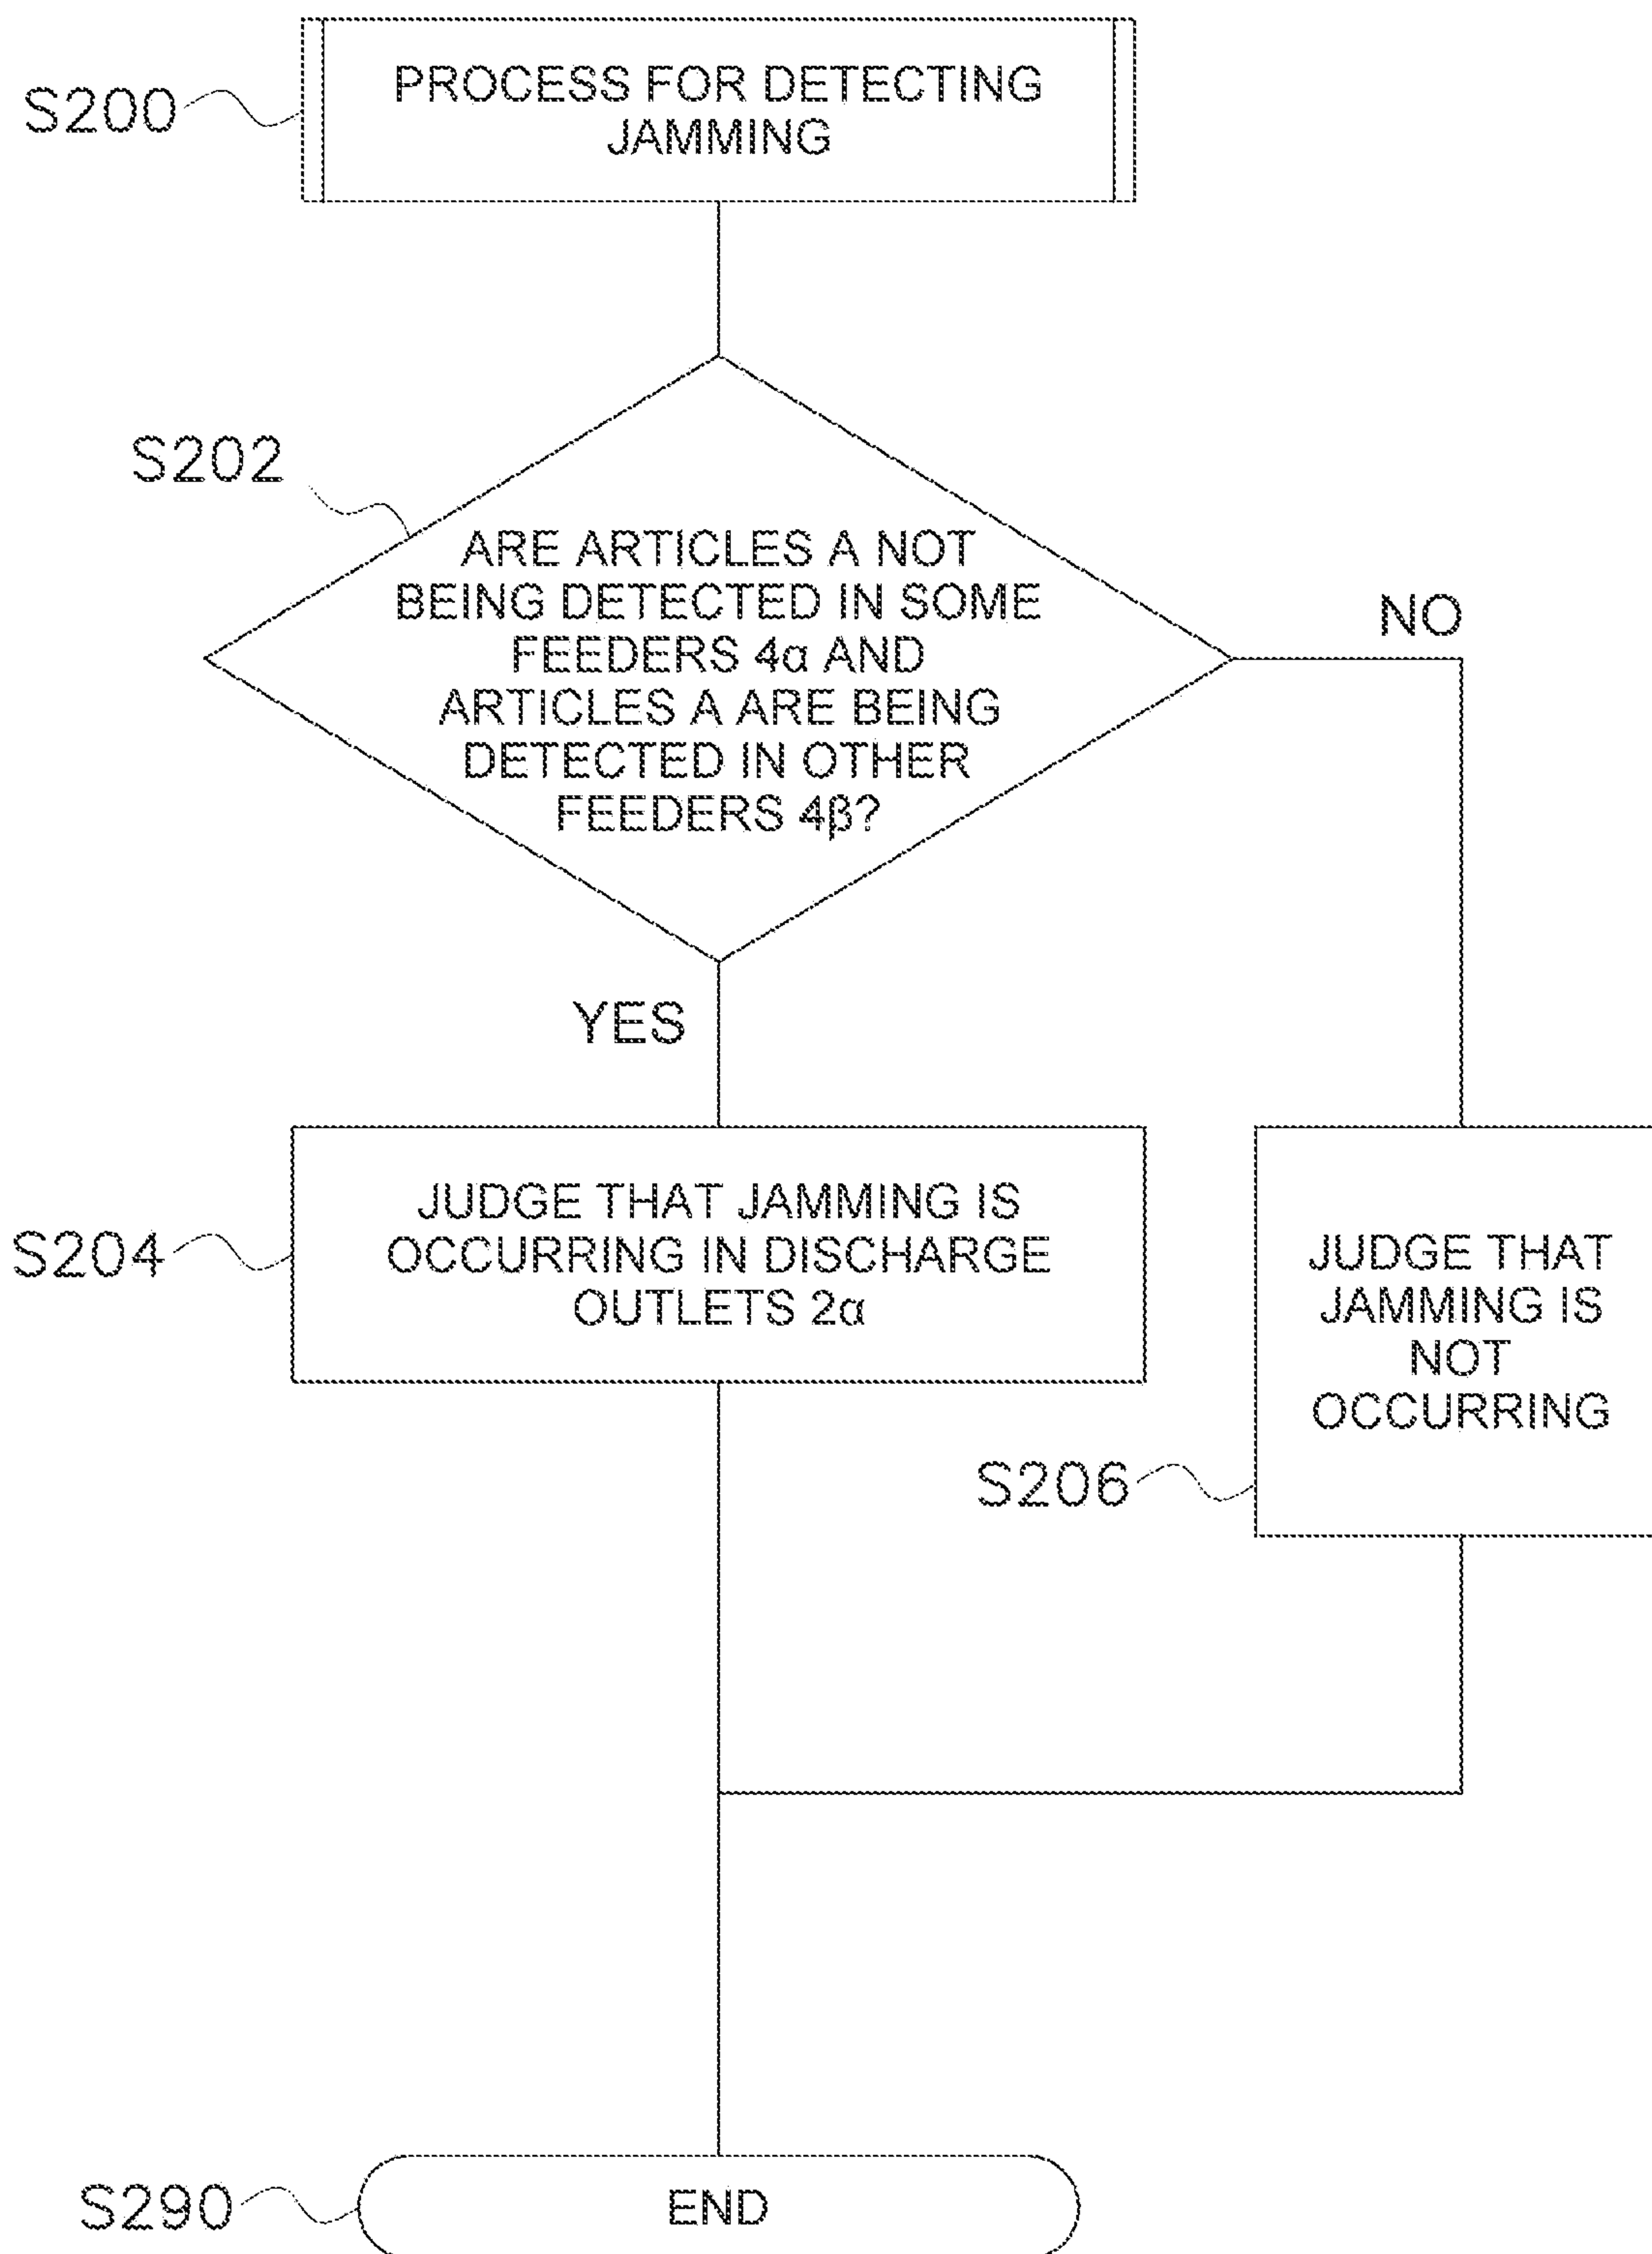 S200
PROCESS FOR DETECTING
JAMMING
S202
ARE ARTICLES A NOT
BEING DETECTED IN SOME
FEEDERS 4α AND
ARTICLES A ARE BEING
DETECTED IN OTHER
FEEDERS 4β?
NO
YES
S204
JUDGE THAT JAMMING IS
OCCURRING IN DISCHARGE
OUTLETS 2α
JUDGE THAT
JAMMING IS
NOT
OCCURRING
S206
S290
END